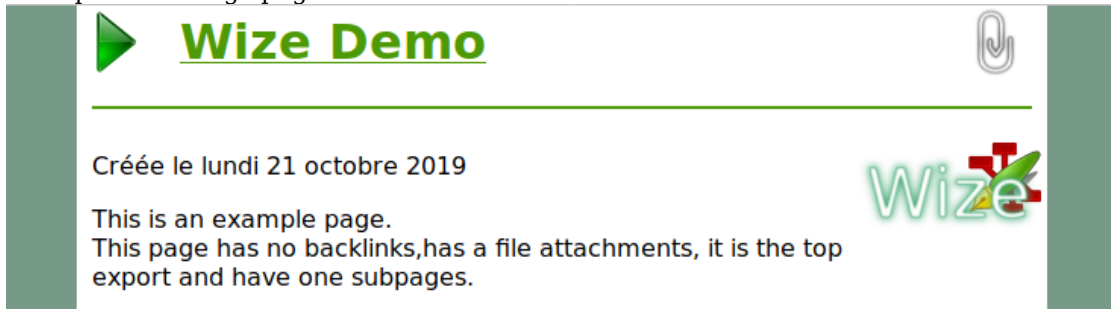 Wize Demo
Créée le lundi 21 octobre 2019
Wize
This is an example page.
This page has no backlinks,has a file attachments, it is the top
export and have one subpages.